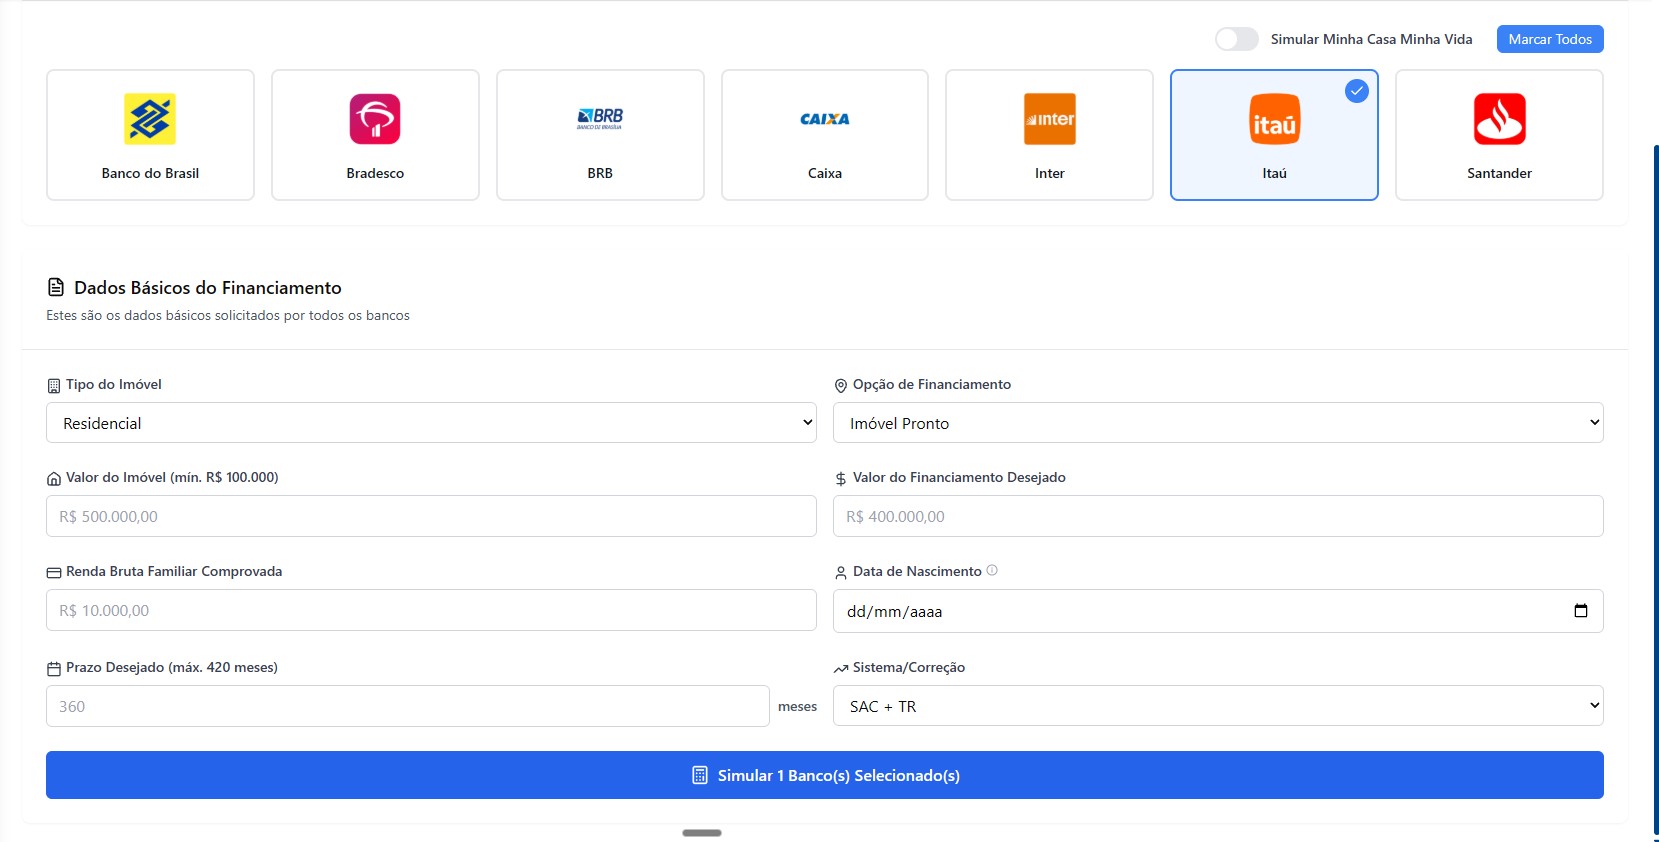 Simular Minha Casa Minha Vida
Marcar Todos
BRB
BANCO DE BRASÍLIA
CAIXA
inter
itaú
Banco do Brasil
Bradesco
BRB
Caixa
Inter
Itaú
Santander
Dados Básicos do Financiamento
Estes são os dados básicos solicitados por todos os bancos
Tipo do Imóvel
Opção de Financiamento
Residencial
Imóvel Pronto
Valor do Imóvel (mín. R$ 100.000)
Valor do Financiamento Desejado
R$ 500.000,00
R$ 400.000,00
Renda Bruta Familiar Comprovada
Data de Nascimento
R$ 10.000,00
dd/mm/aaaa
Prazo Desejado (máx. 420 meses)
Sistema/Correção
360
meses
SAC + TR
Simular 1 Banco(s) Selecionado(s)